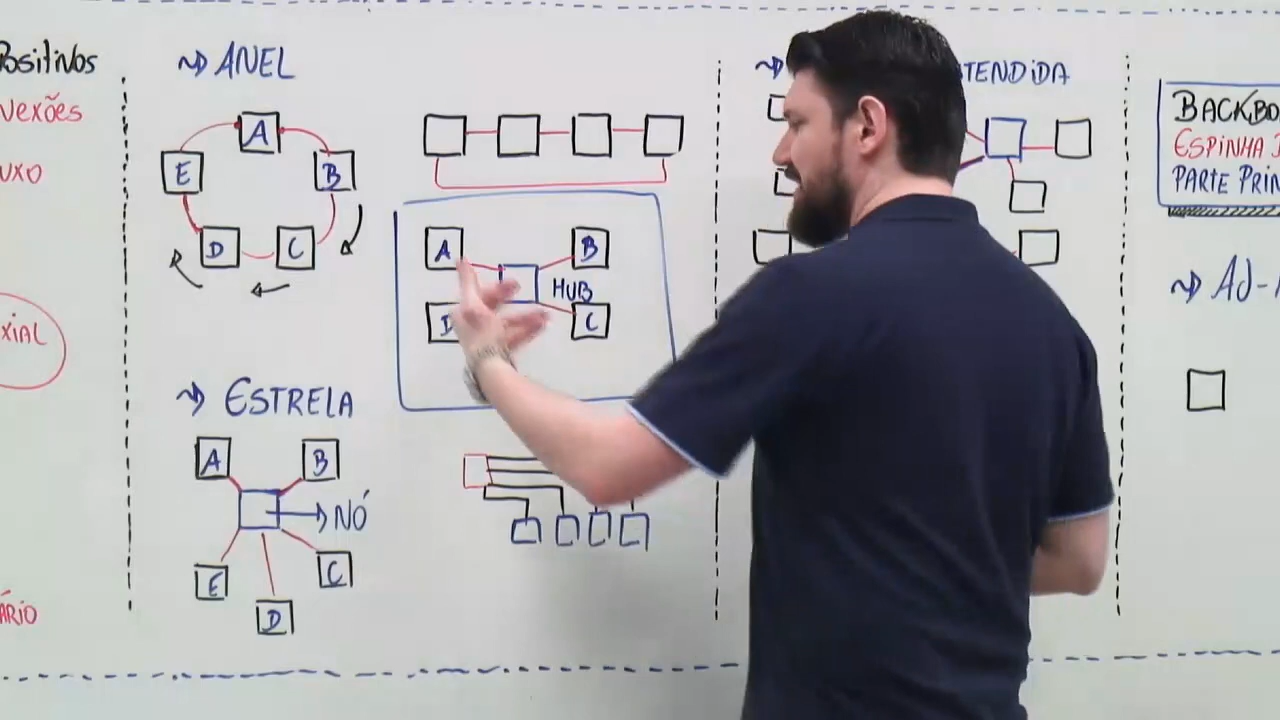 ositivos
nexões
uxo
xial
ário
~> ANEL
A
E
B
D
C
A
B
HUB
D
C
~> ESTRELA
A
B
NÓ
E
C
D
tendida
Backbo
Espinha
Parte Prin
~> Ad-